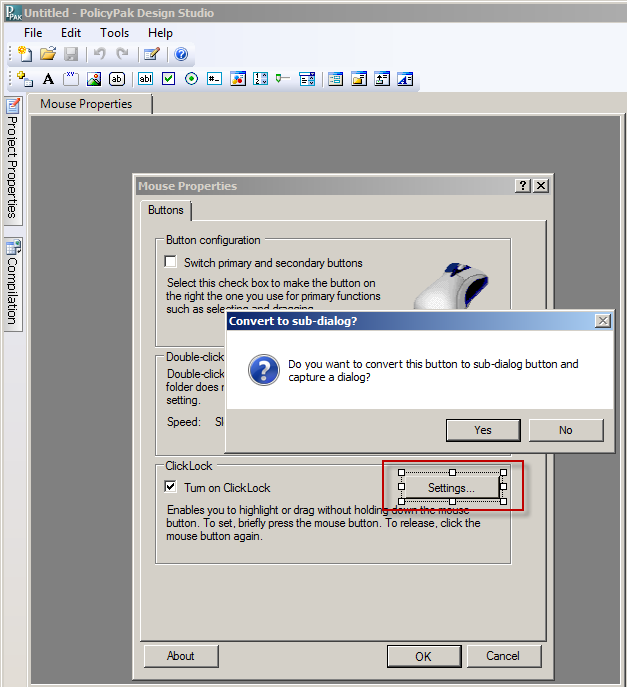 Untitled - PolicyPak Design Studio
File Edit Tools Help
Mouse Properties
Project Properties
Compilation
Mouse Properties
Buttons
Button configuration
Switch primary and secondary buttons
Select this check box to make the button on
the right the one you use for primary functions
such as selecting and dragging.
Convert to sub-dialog?
Do you want to convert this button to sub-dialog button and
capture a dialog?
Yes No
Double-click
Double-click
folder does
setting.
Speed:
ClickLock
Turn on ClickLock
Settings...
Enables you to highlight or drag without holding down the mouse
button. To set, briefly press the mouse button. To release, click the
mouse button again.
About OK Cancel